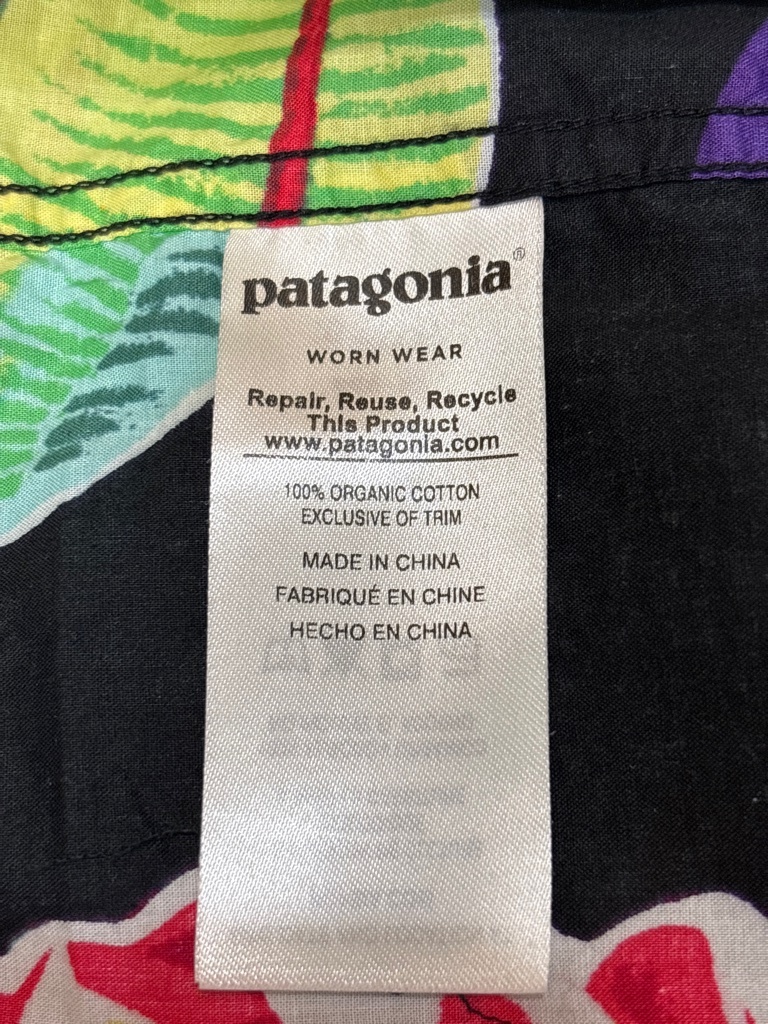 patagonia®
WORN WEAR
Repair, Reuse, Recycle
This Product
www.patagonia.com
100% ORGANIC COTTON
EXCLUSIVE OF TRIM
MADE IN CHINA
FABRIQUÉ EN CHINE
HECHO EN CHINA